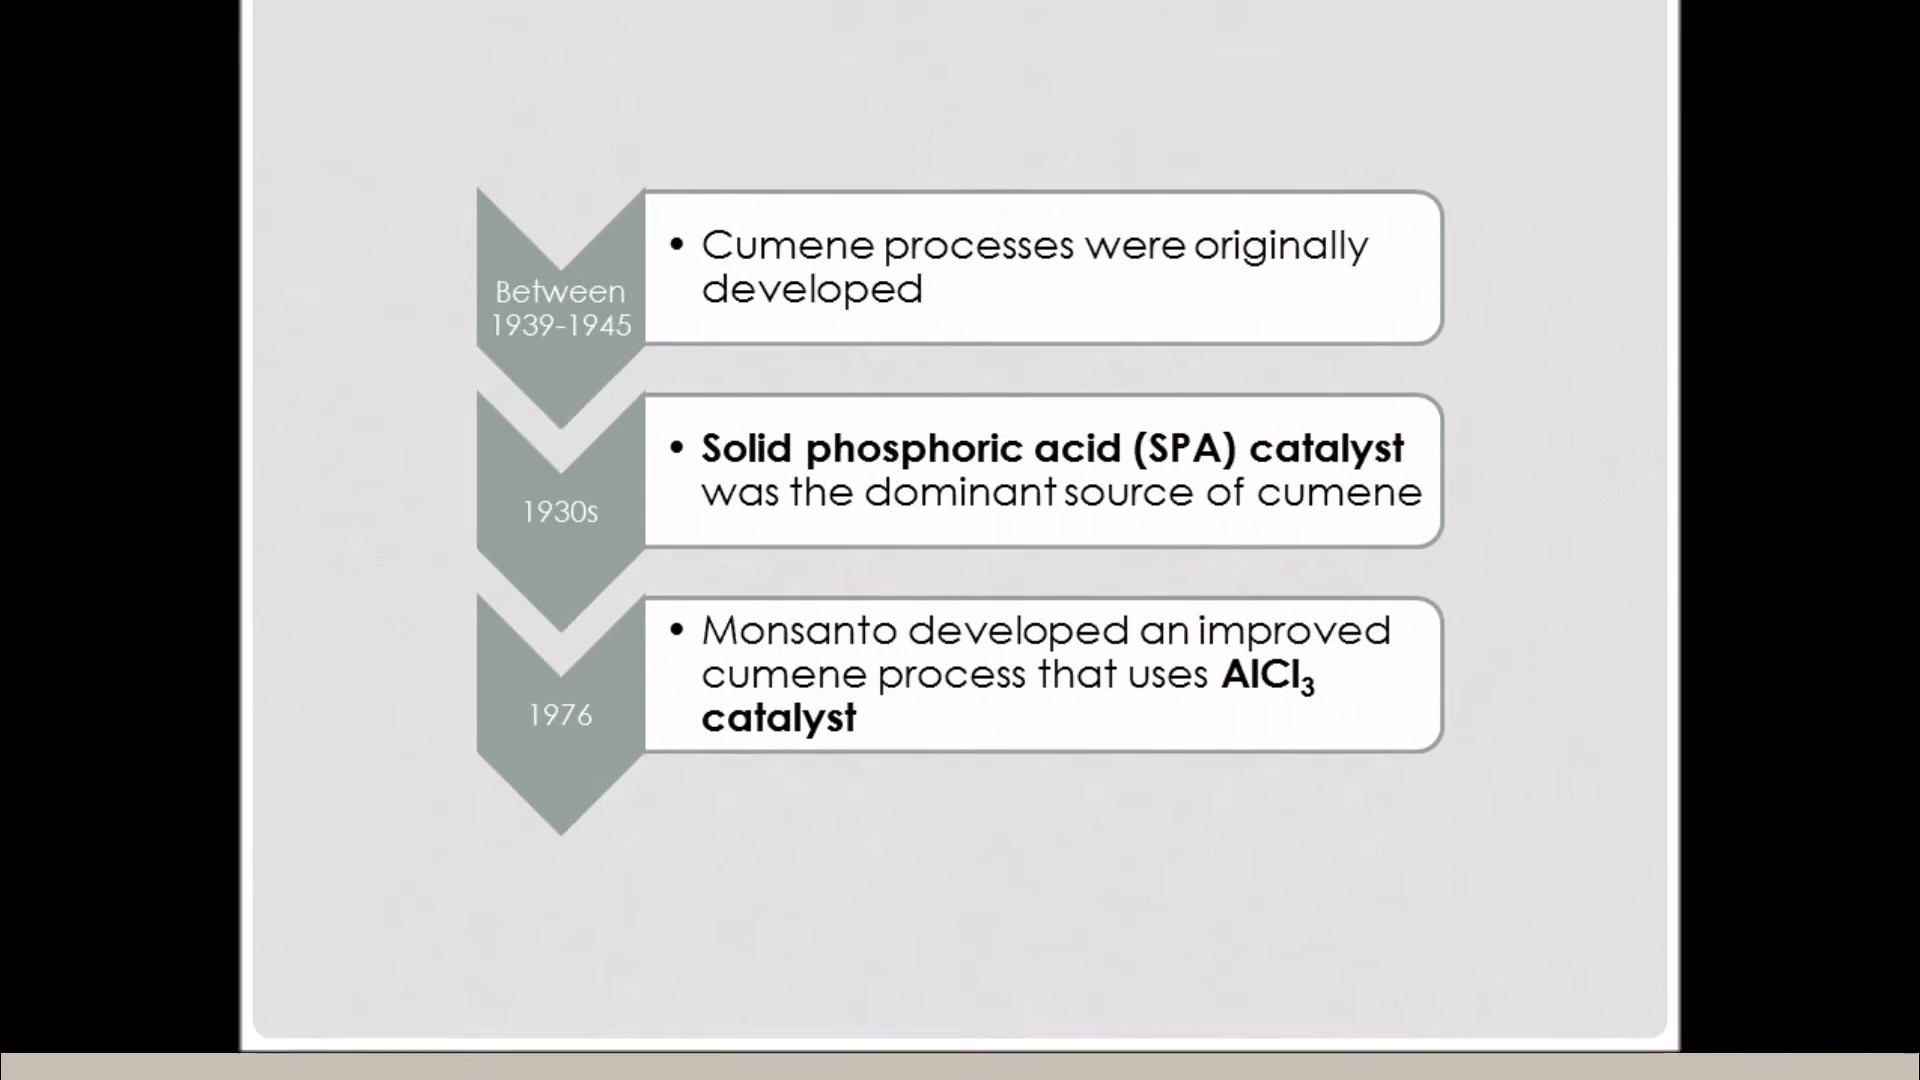 Between
1939-1945
• Cumene processes were originally
developed
1930s
• Solid phosphoric acid (SPA) catalyst
was the dominant source of cumene
1976
• Monsanto developed an improved
cumene process that uses AlCl₃
catalyst